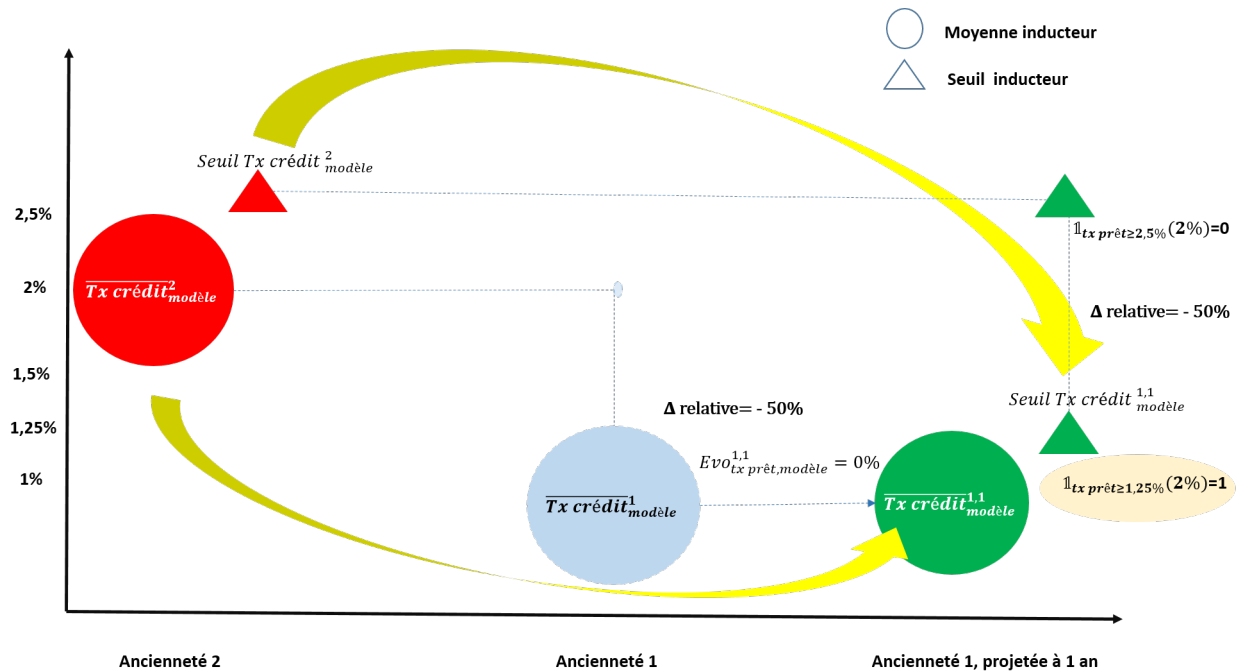 Moyenne inducteur
Seuil inducteur
Seuil Tx crédit ²modèle
2,5%
𝟙tx prêt≥2,5%(2%)=0
2%
Tx crédit²modèle
Δ relative= - 50%
1,5%
Seuil Tx crédit ¹,¹modèle
Δ relative= - 50%
1,25%
Evo¹,¹tx prêt,modèle = 0%
1%
𝟙tx prêt≥1,25%(2%)=1
Tx crédit¹modèle
Tx crédit¹,¹modèle
Ancienneté 2
Ancienneté 1
Ancienneté 1, projetée à 1 an